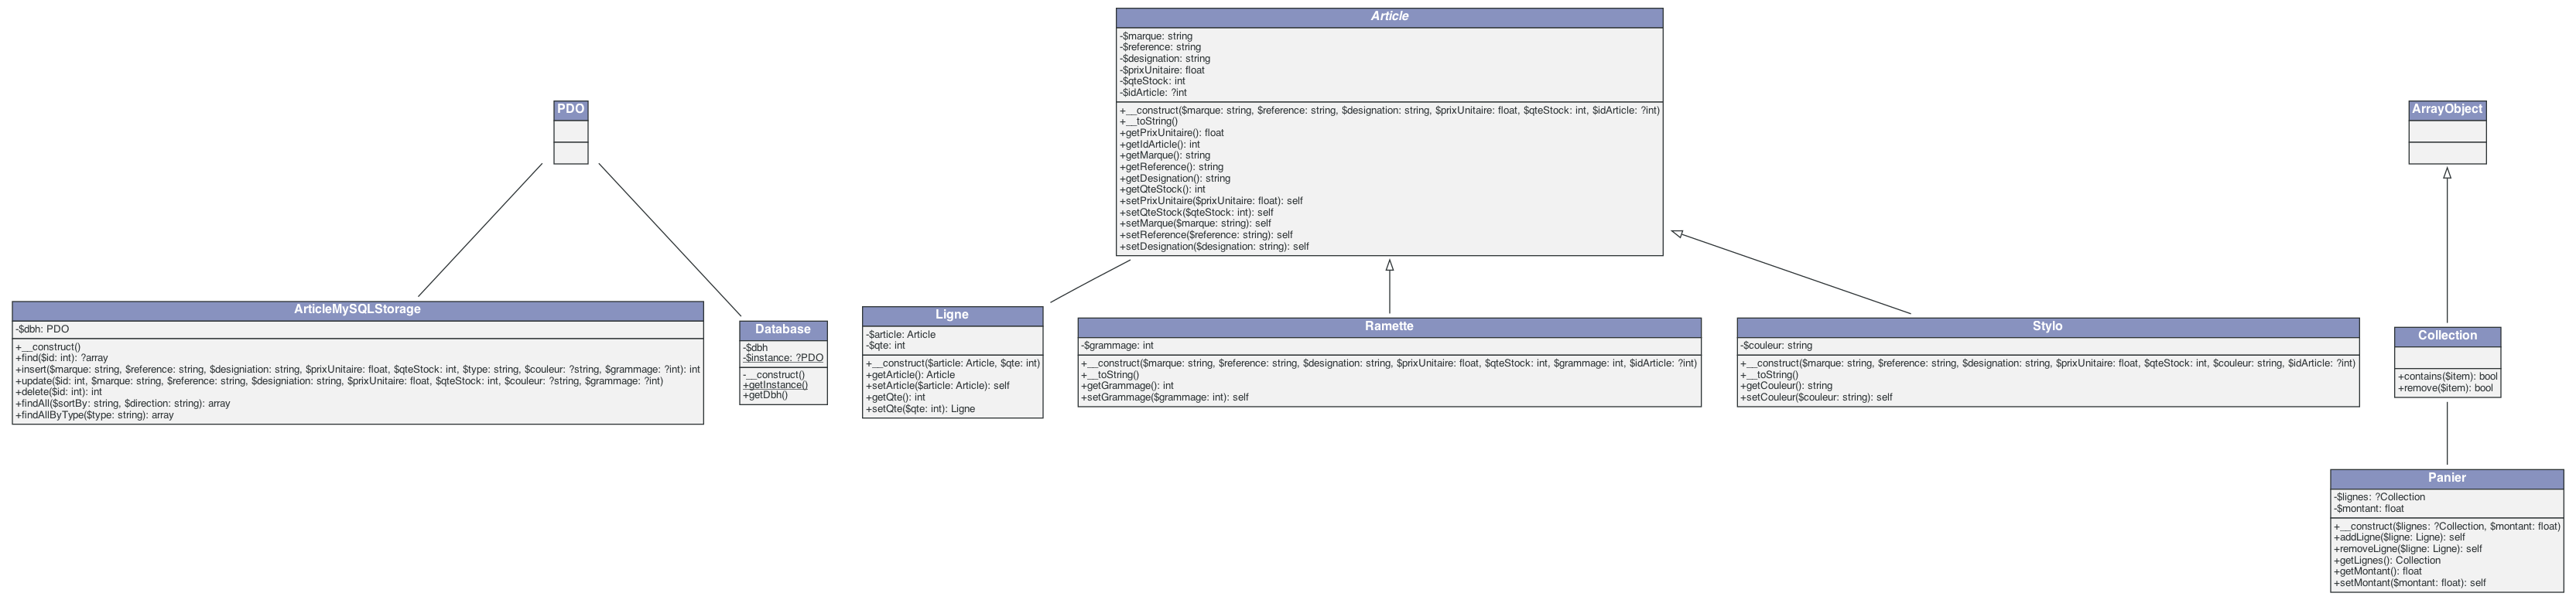 PDO
ArticleMySQLStorage
-$dbh: PDO
+__construct()
+find($id: int): ?array
+insert($marque: string, $reference: string, $designiation: string, $prixUnitaire: float, $qteStock: int, $type: string, $couleur: ?string, $grammage: ?int): int
+update($id: int, $marque: string, $reference: string, $designiation: string, $prixUnitaire: float, $qteStock: int, $couleur: ?string, $grammage: ?int)
+delete($id: int): int
+findAll($sortBy: string, $direction: string): array
+findAllByType($type: string): array
Database
-$dbh
-$instance: ?PDO
-__construct()
+getInstance()
+getDbh()
Article
-$marque: string
-$reference: string
-$designation: string
-$prixUnitaire: float
-$qteStock: int
-$idArticle: ?int
+__construct($marque: string, $reference: string, $designation: string, $prixUnitaire: float, $qteStock: int, $idArticle: ?int)
+__toString()
+getPrixUnitaire(): float
+getIdArticle(): int
+getMarque(): string
+getReference(): string
+getDesignation(): string
+getQteStock(): int
+setPrixUnitaire($prixUnitaire: float): self
+setQteStock($qteStock: int): self
+setMarque($marque: string): self
+setReference($reference: string): self
+setDesignation($designation: string): self
Ligne
-$article: Article
-$qte: int
+__construct($article: Article, $qte: int)
+getArticle(): Article
+setArticle($article: Article): self
+getQte(): int
+setQte($qte: int): Ligne
Ramette
-$grammage: int
+__construct($marque: string, $reference: string, $designation: string, $prixUnitaire: float, $qteStock: int, $grammage: int, $idArticle: ?int)
+__toString()
+getGrammage(): int
+setGrammage($grammage: int): self
Stylo
-$couleur: string
+__construct($marque: string, $reference: string, $designation: string, $prixUnitaire: float, $qteStock: int, $couleur: string, $idArticle: ?int)
+__toString()
+getCouleur(): string
+setCouleur($couleur: string): self
ArrayObject
Collection
+contains($item): bool
+remove($item): bool
Panier
-$lignes: ?Collection
-$montant: float
+__construct($lignes: ?Collection, $montant: float)
+addLigne($ligne: Ligne): self
+removeLigne($ligne: Ligne): self
+getLignes(): Collection
+getMontant(): float
+setMontant($montant: float): self